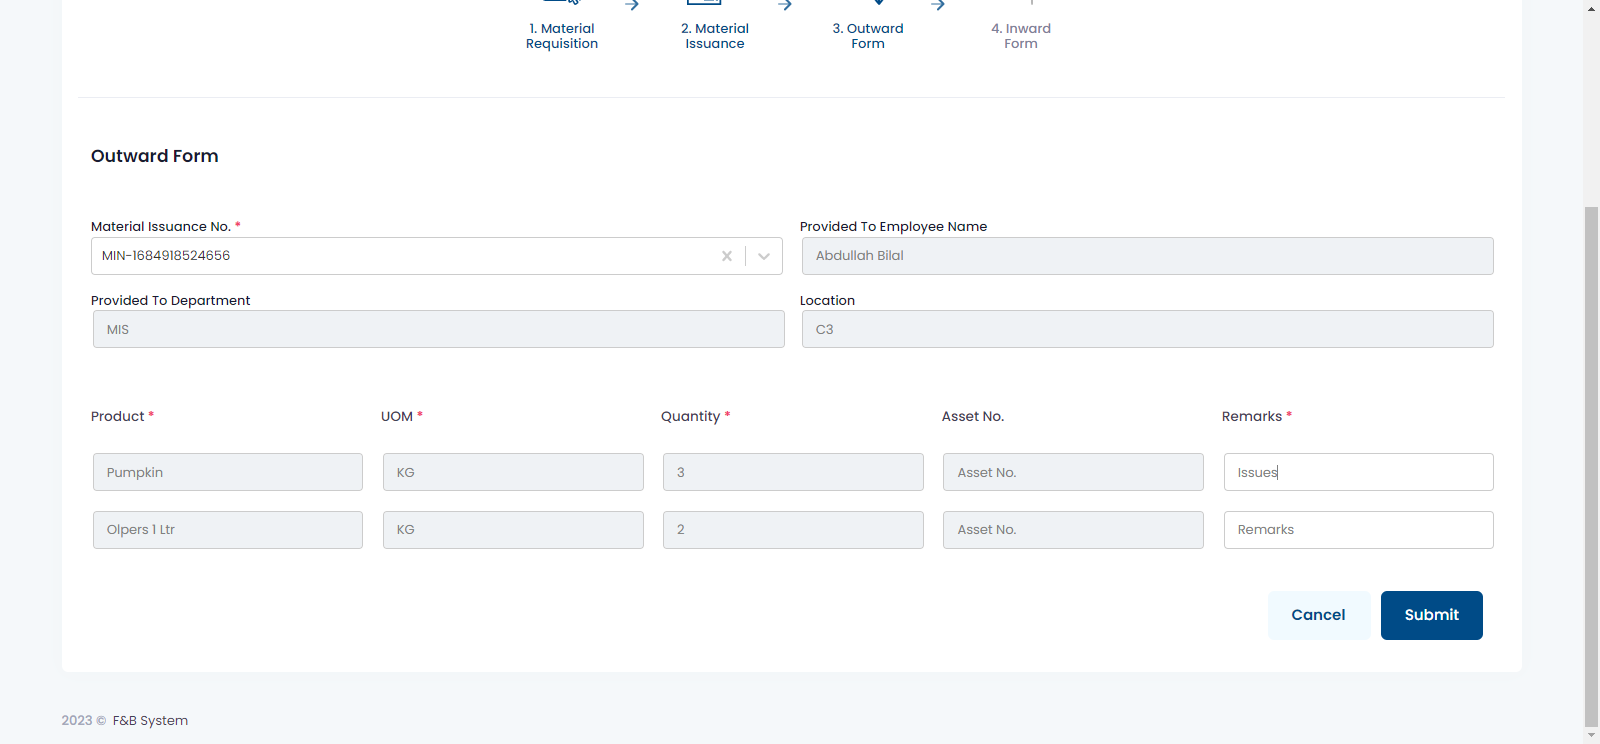 1. Material Requisition
2. Material Issuance
3. Outward Form
4. Inward Form
Outward Form
Material Issuance No. *
Provided To Employee Name
MIN-1684918524656
Abdullah Bilal
Provided To Department
Location
MIS
C3
Product * UOM * Quantity * Asset No. Remarks *
Pumpkin KG 3 Asset No. Issues
Olpers 1 Ltr KG 2 Asset No. Remarks
Cancel Submit
2023 © F&B System